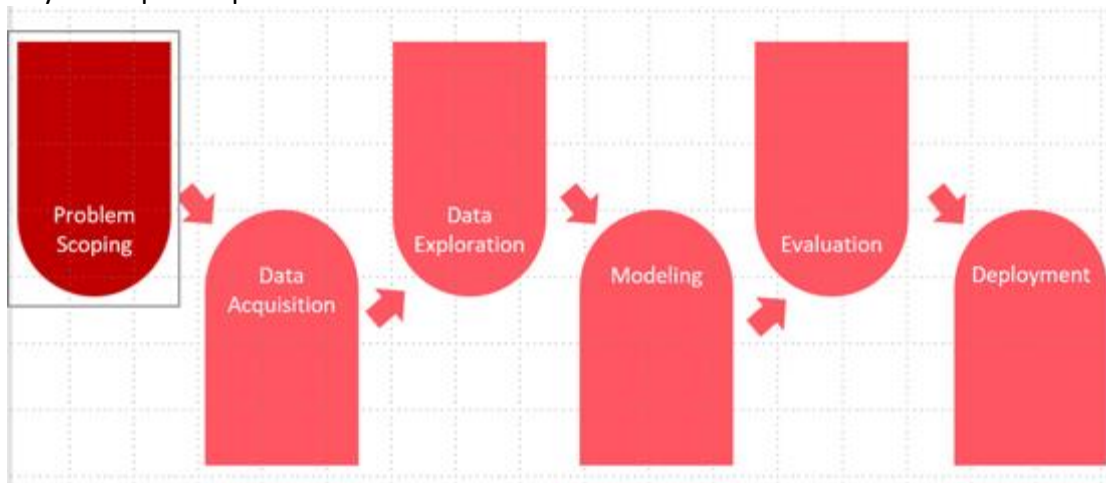 Problem
Scoping
Data
Acquisition
Data
Exploration
Modeling
Evaluation
Deployment